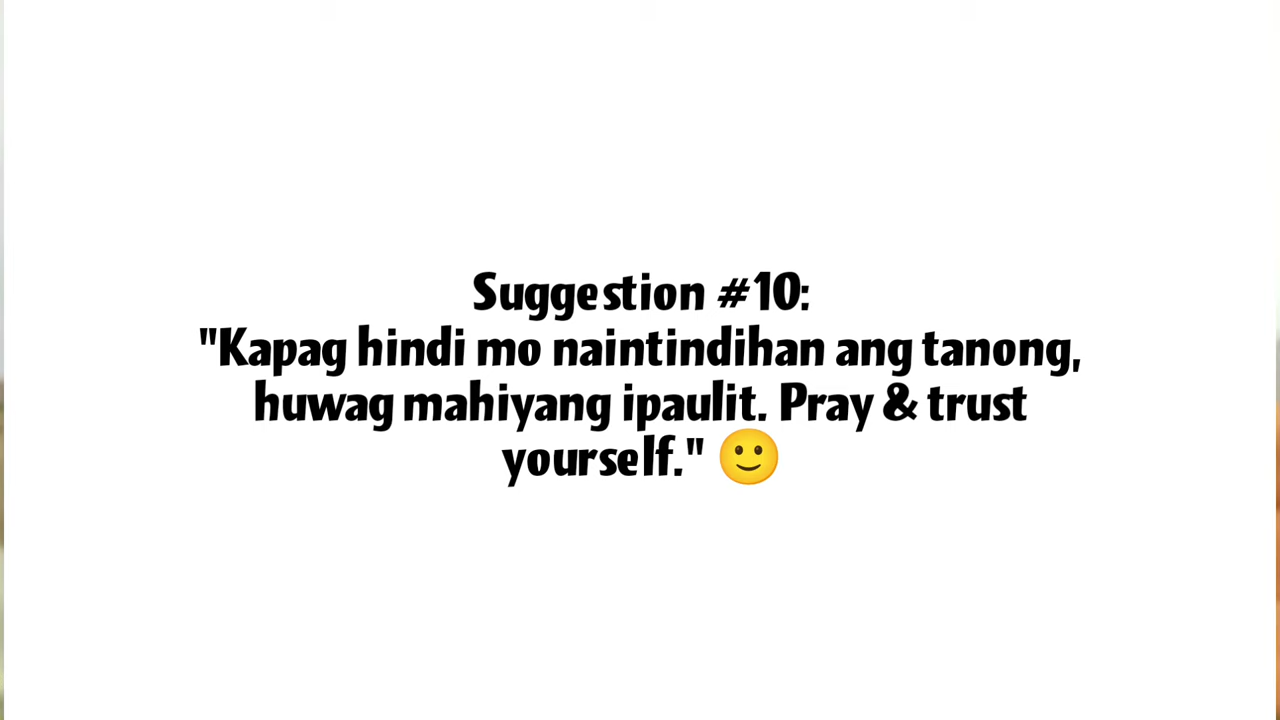 Suggestion #10:
"Kapag hindi mo naintindihan ang tanong,
huwag mahiyang ipaulit. Pray & trust
yourself." 🙂